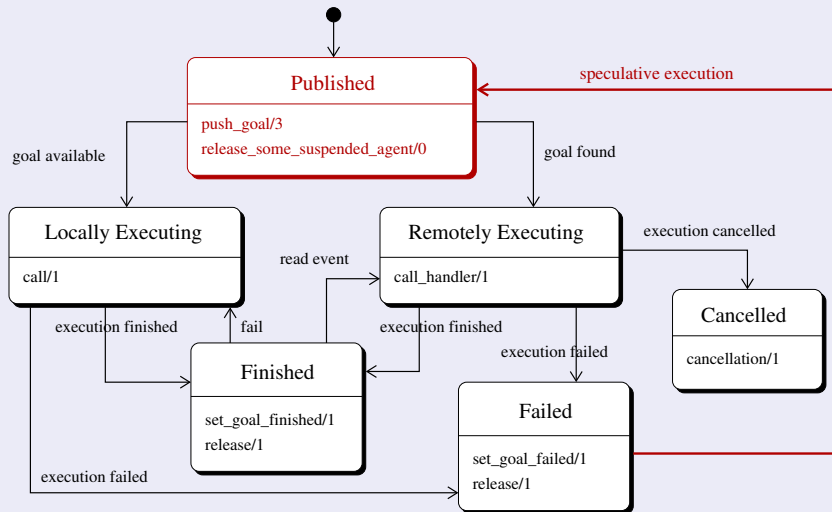 Published
speculative execution
push_goal/3
release_some_suspended_agent/0
goal available
goal found
Locally Executing
call/1
Remotely Executing
call_handler/1
execution cancelled
read event
Cancelled
cancellation/1
execution finished
fail
execution finished
execution failed
Finished
set_goal_finished/1
release/1
Failed
set_goal_failed/1
release/1
execution failed